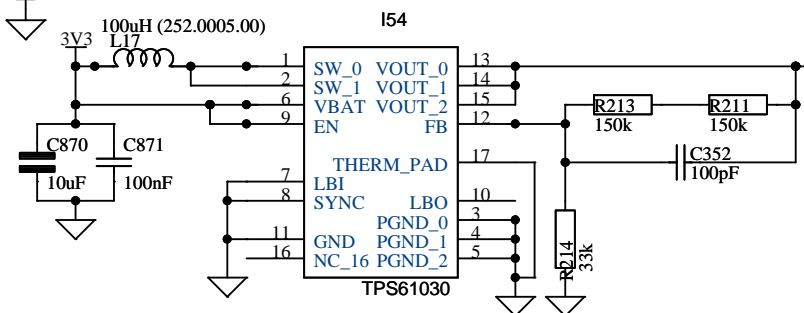 I54
100uH (252.0005.00)
3V3
L17
1 SW_0 VOUT_0 13
2 SW_1 VOUT_1 14
6 VBAT VOUT_2 15
9 EN FB 12
THERM_PAD 17
7 LBI
8 SYNC LBO 10
PGND_0 3
11 GND PGND_1 4
16 NC_16 PGND_2 5
TPS61030
C870
10uF
C871
100nF
R213
150k
R211
150k
C352
100pF
R214
33k